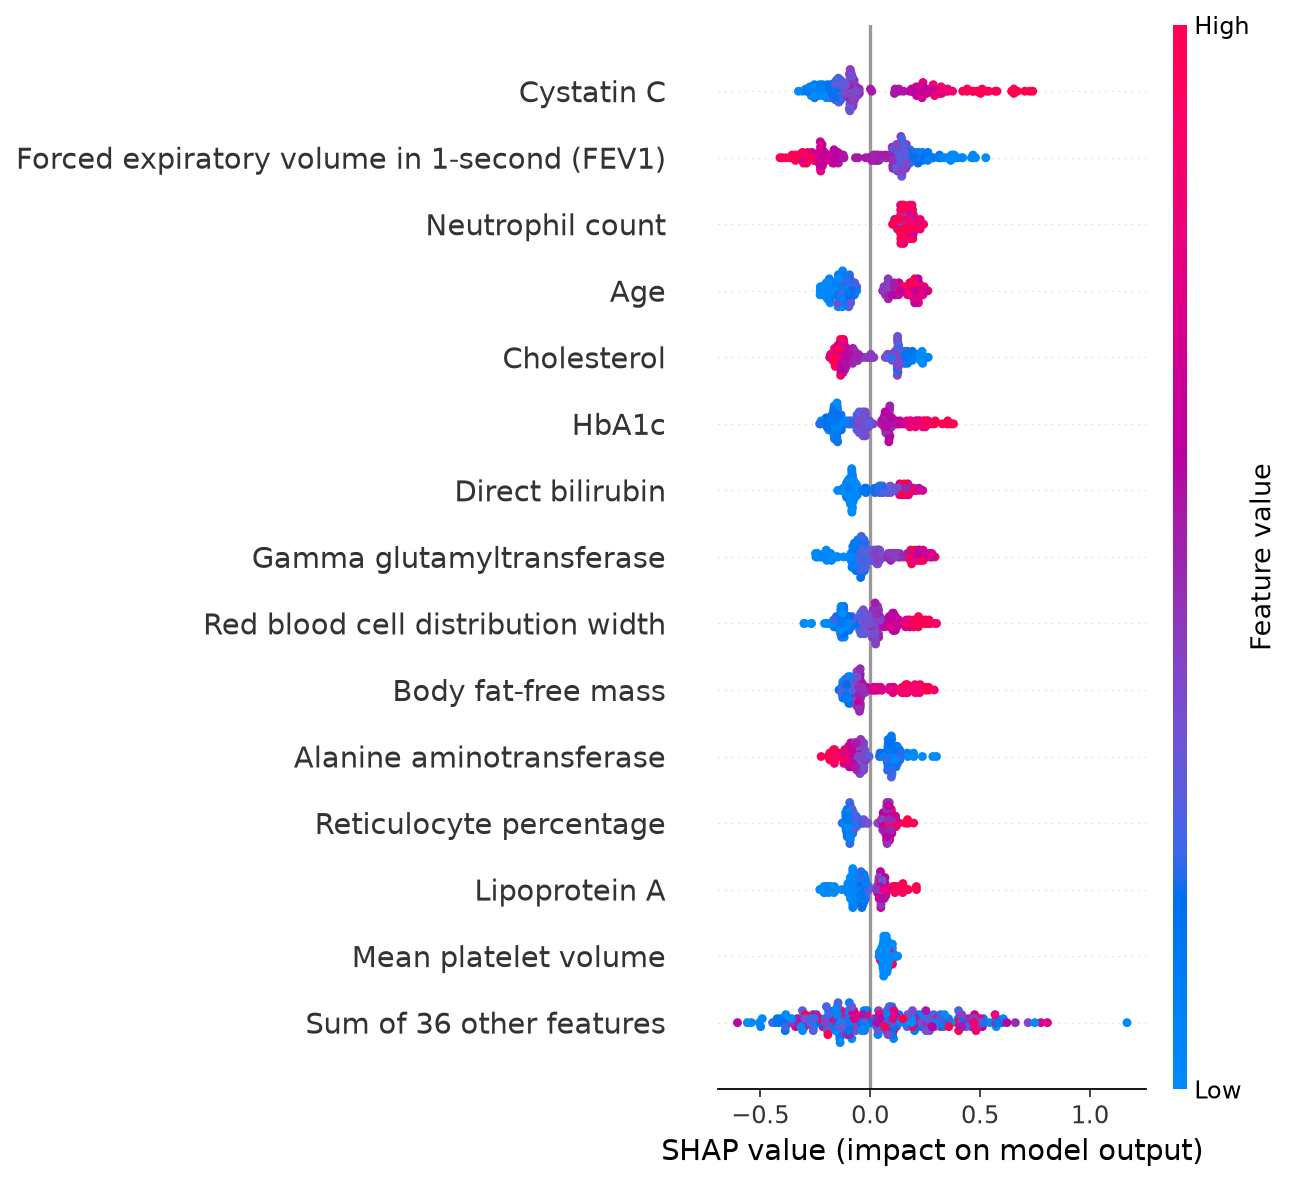 High
Cystatin C
Forced expiratory volume in 1-second (FEV1)
Neutrophil count
Age
Cholesterol
HbA1c
Direct bilirubin
Gamma glutamyltransferase
Red blood cell distribution width
Body fat-free mass
Alanine aminotransferase
Reticulocyte percentage
Lipoprotein A
Mean platelet volume
Sum of 36 other features
Feature value
Low
−0.5 0.0 0.5 1.0
SHAP value (impact on model output)